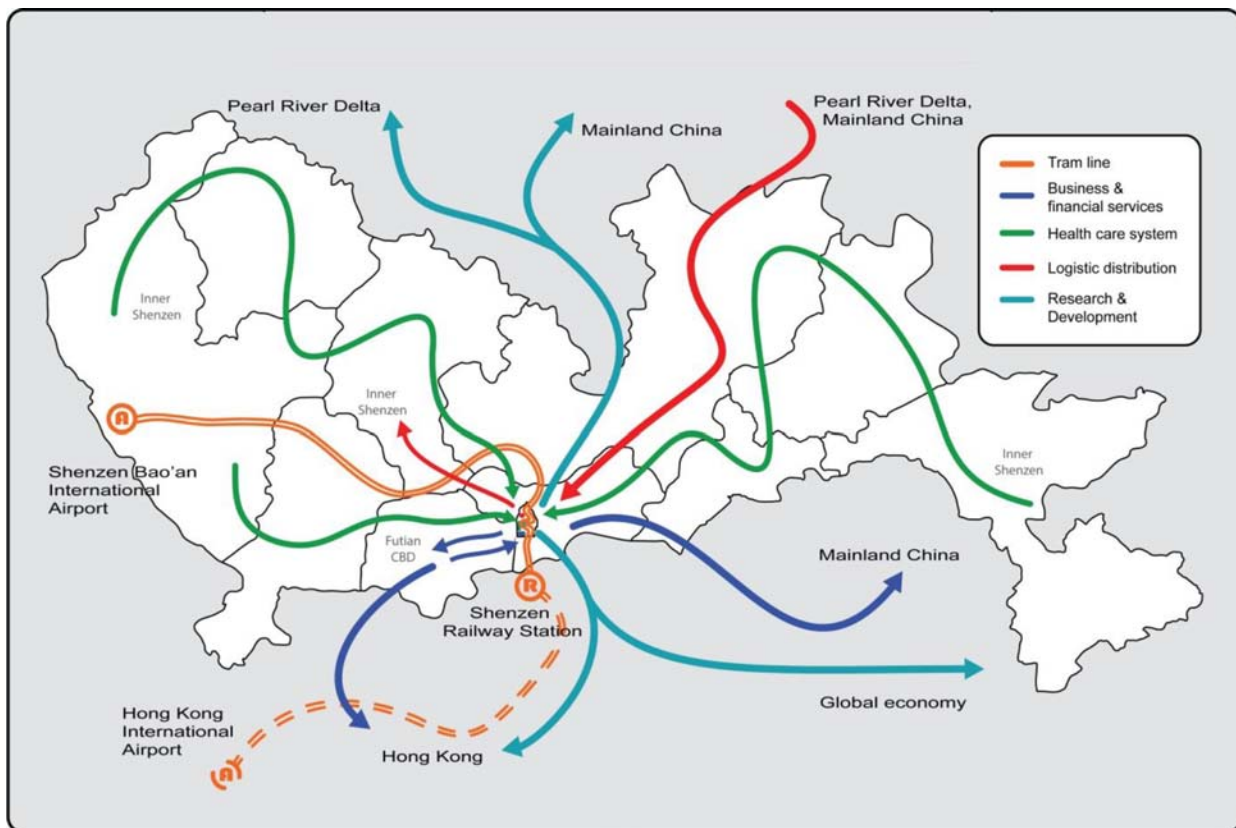 Pearl River Delta
Mainland China
Pearl River Delta,
Mainland China
Tram line
Business &
financial services
Health care system
Logistic distribution
Research &
Development
Inner
Shenzen
Inner
Shenzen
A
Shenzen Bao'an
International
Airport
Inner
Shenzen
Futian
CBD
Mainland China
R
Shenzen
Railway Station
Global economy
Hong Kong
International
Airport
A
Hong Kong